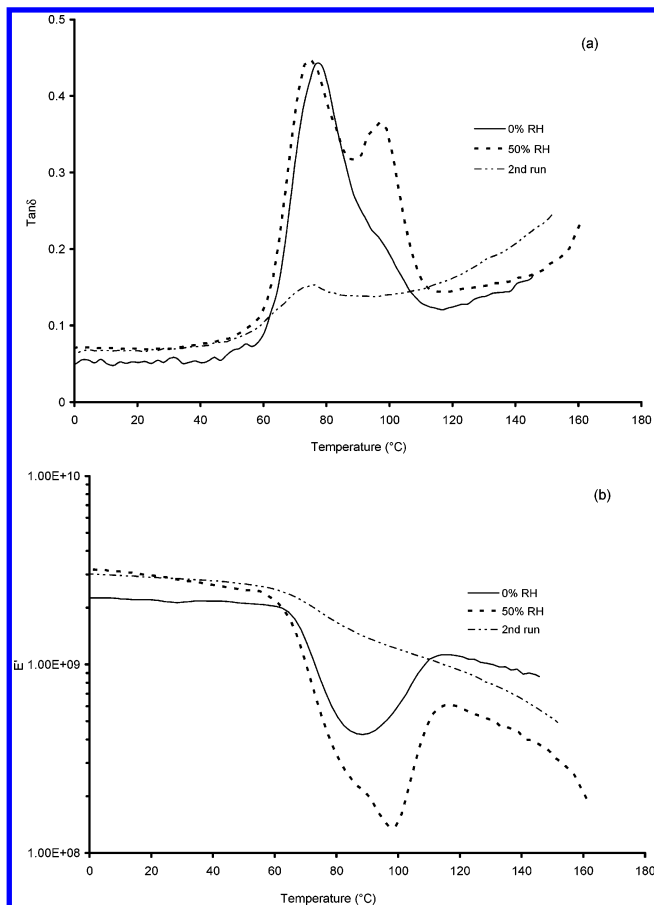 (a)
0.5
0.4
0.3
0.2
0.1
0
Tanδ
0% RH
50% RH
2nd run
0 20 40 60 80 100 120 140 160 180
Temperature (°C)
(b)
1.00E+10
1.00E+09
1.00E+08
E'
0% RH
50% RH
2nd run
0 20 40 60 80 100 120 140 160 180
Temperature (°C)